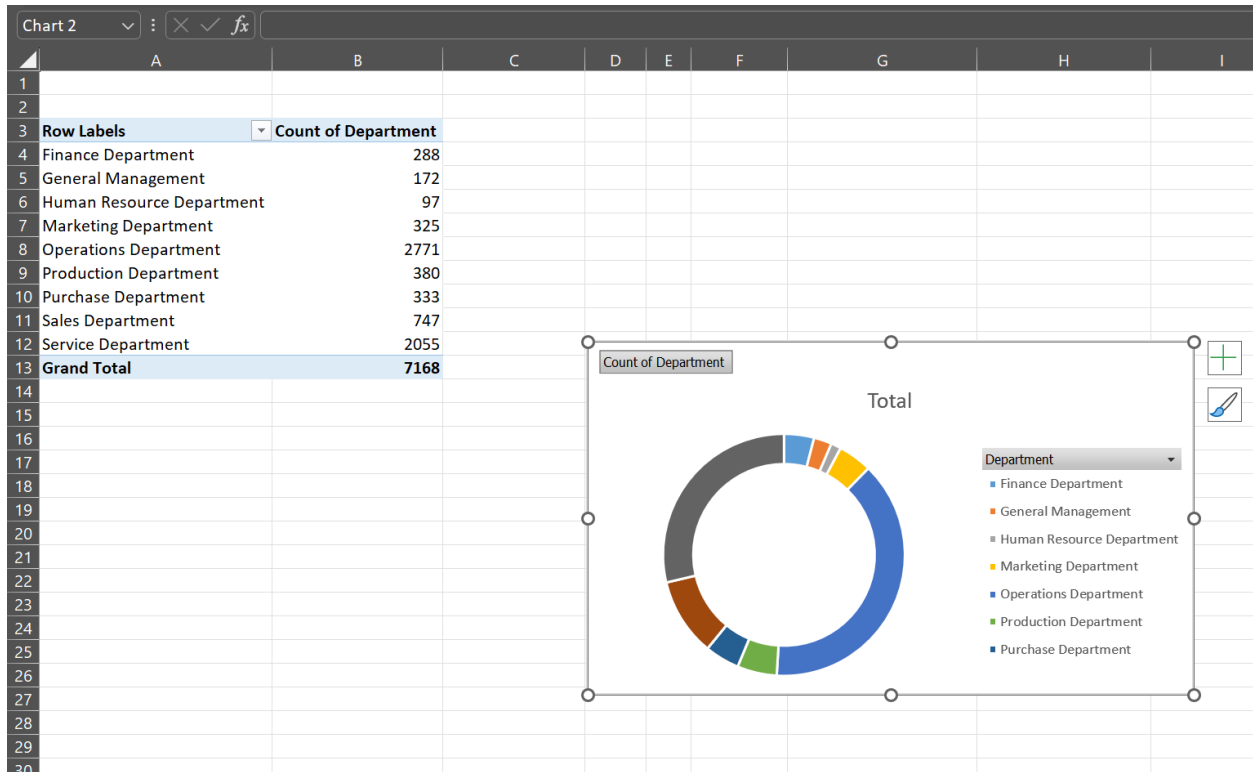 Chart 2 fx
A B C D E F G H I
1
2
3 Row Labels Count of Department
4 Finance Department 288
5 General Management 172
6 Human Resource Department 97
7 Marketing Department 325
8 Operations Department 2771
9 Production Department 380
10 Purchase Department 333
11 Sales Department 747
12 Service Department 2055
13 Grand Total 7168
14
15
16
17
18
19
20
21
22
23
24
25
26
27
28
29
30
Count of Department
Total
Department
Finance Department
General Management
Human Resource Department
Marketing Department
Operations Department
Production Department
Purchase Department